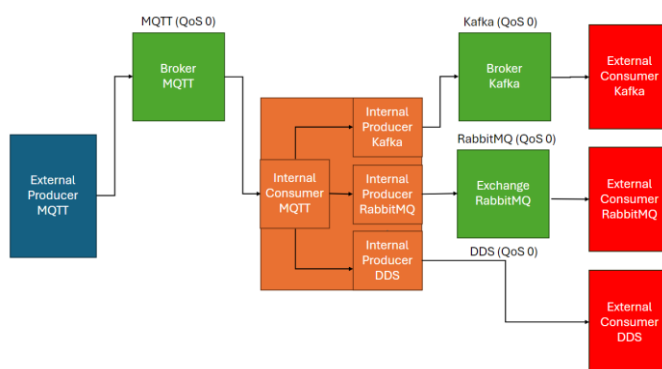 MQTT (QoS 0)
Broker
MQTT
External
Producer
MQTT
Internal
Consumer
MQTT
Internal
Producer
Kafka
Internal
Producer
RabbitMQ
Internal
Producer
DDS
Kafka (QoS 0)
Broker
Kafka
RabbitMQ (QoS 0)
Exchange
RabbitMQ
DDS (QoS 0)
External
Consumer
Kafka
External
Consumer
RabbitMQ
External
Consumer
DDS